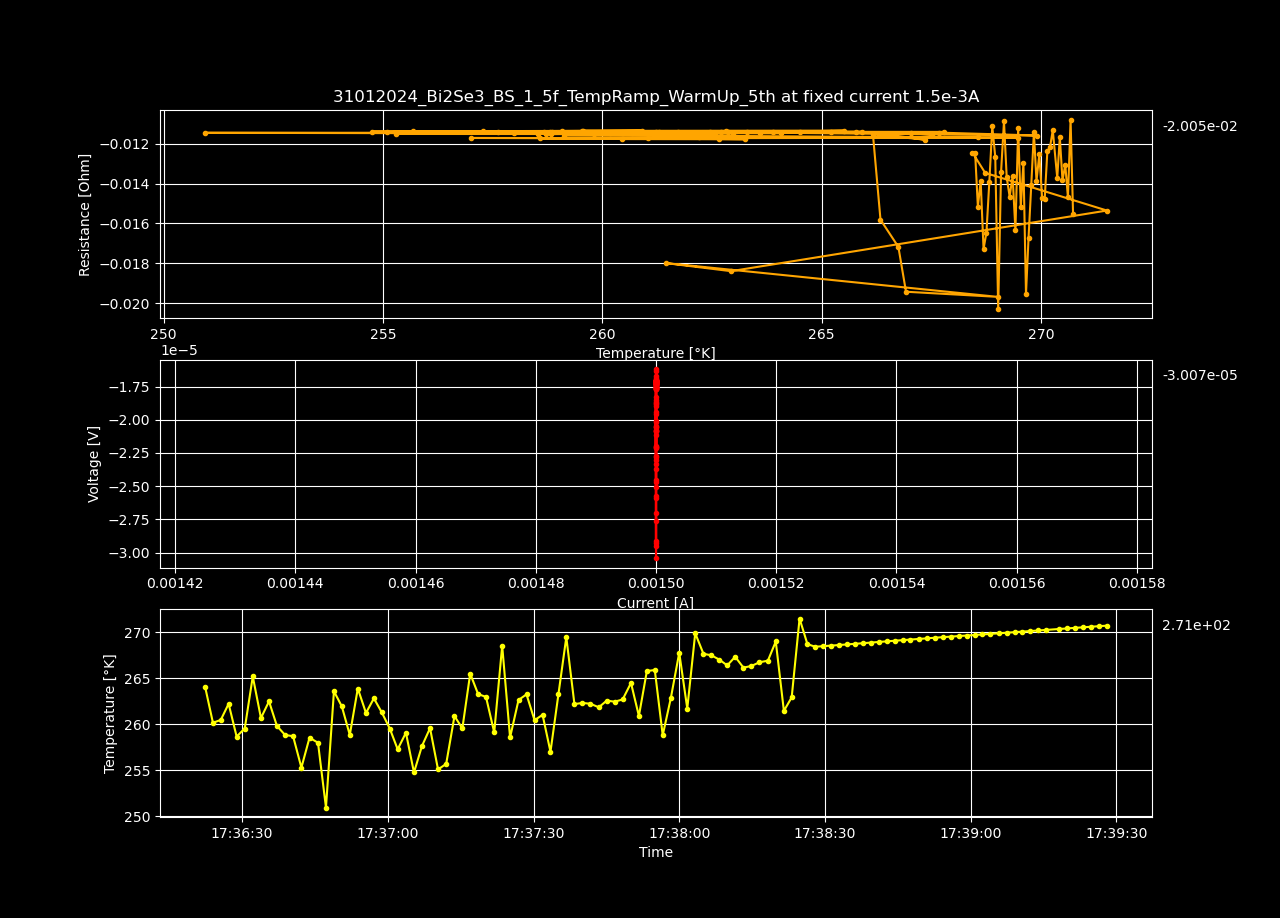 31012024_Bi2Se3_BS_1_5f_TempRamp_WarmUp_5th at fixed current 1.5e-3A
-2.005e-02
Resistance [Ohm]
−0.012
−0.014
−0.016
−0.018
−0.020
250 255 260 265 270
Temperature [°K]
1e−5
-3.007e-05
Voltage [V]
−1.75
−2.00
−2.25
−2.50
−2.75
−3.00
0.00142 0.00144 0.00146 0.00148 0.00150 0.00152 0.00154 0.00156 0.00158
Current [A]
2.71e+02
Temperature [°K]
270
265
260
255
250
17:36:30 17:37:00 17:37:30 17:38:00 17:38:30 17:39:00 17:39:30
Time